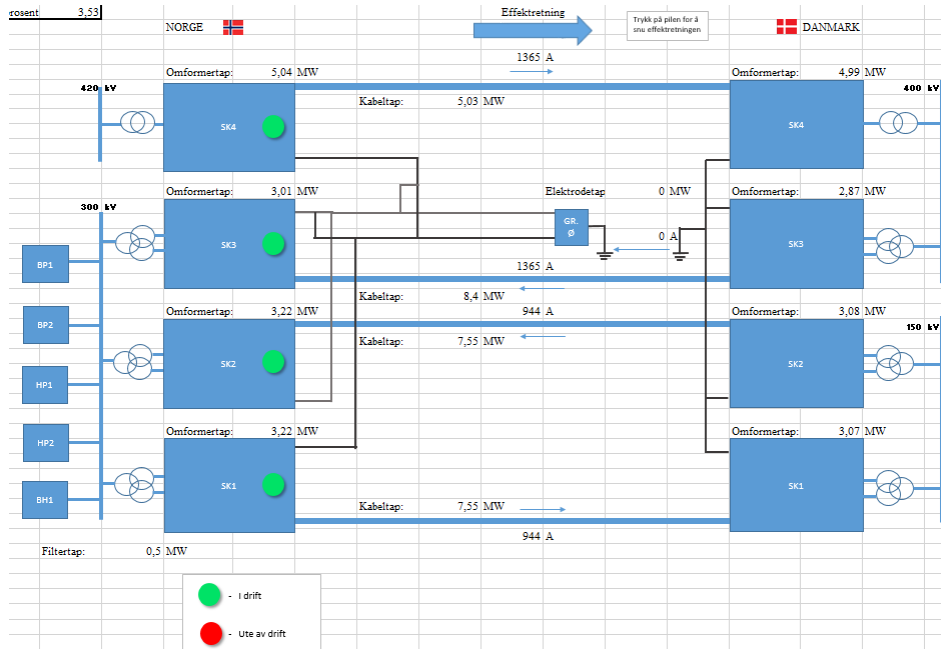 rosent 3,53
Effektretning
NORGE
Trykk på pilen for å
snu effektretningen
DANMARK
1365 A
Omformertap: 5,04 MW
Omformertap: 4,99 MW
420 kV
400 kV
Kabeltap: 5,03 MW
SK4
SK4
Omformertap: 3,01 MW
Elektrodetap 0 MW
Omformertap: 2,87 MW
300 kV
GR.
Ø
0 A
SK3
SK3
BP1
1365 A
Kabeltap: 8,4 MW
944 A
Omformertap: 3,22 MW
Omformertap: 3,08 MW
BP2
150 kV
Kabeltap: 7,55 MW
SK2
SK2
HP1
Omformertap: 3,22 MW
Omformertap: 3,07 MW
HP2
SK1
SK1
BH1
Kabeltap: 7,55 MW
944 A
Filtertap: 0,5 MW
- I drift
- Ute av drift